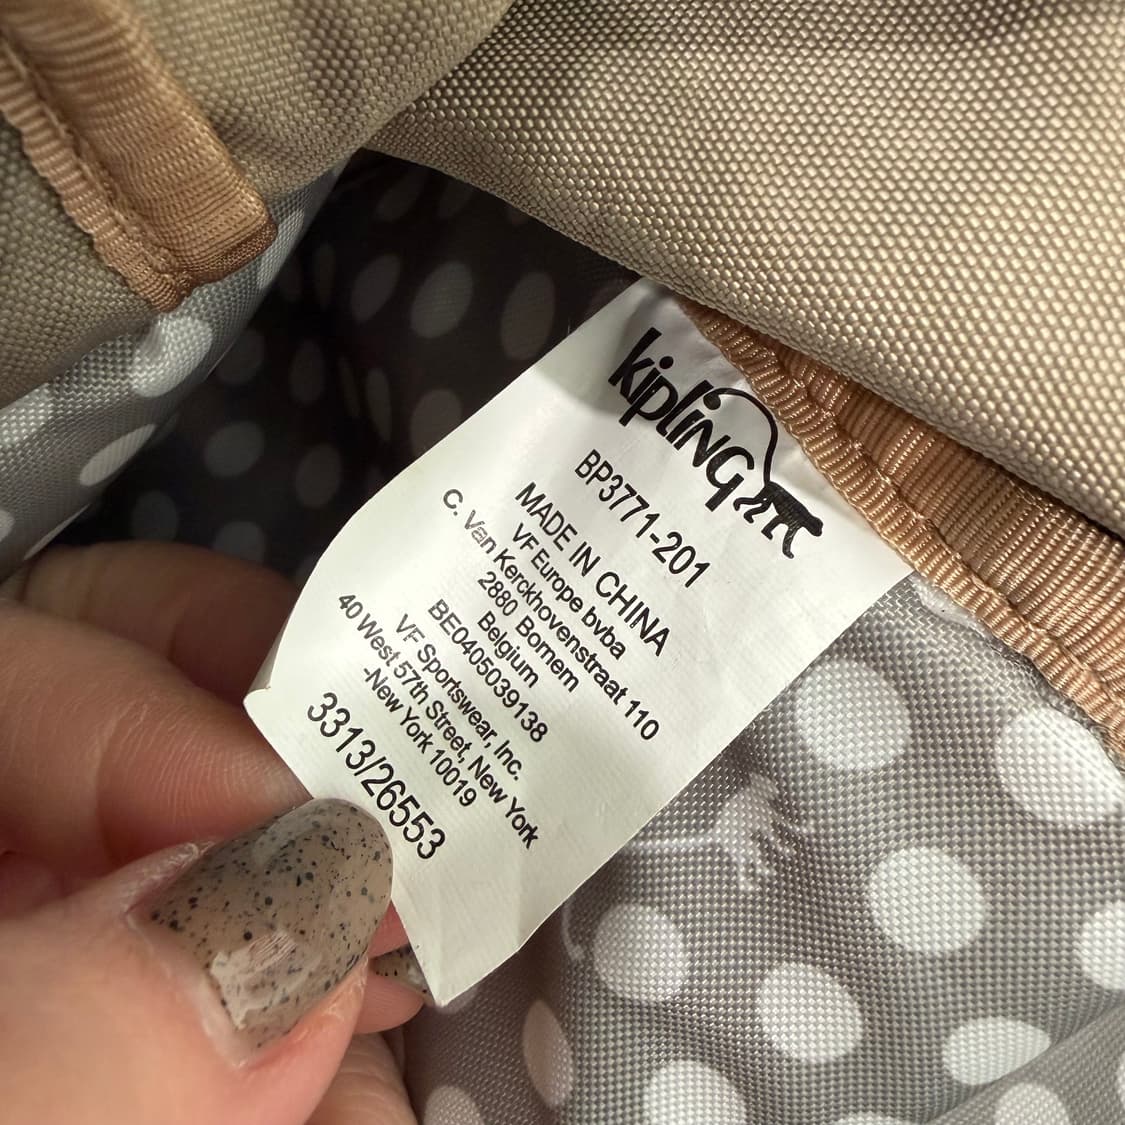 kipling
BP3771-201
MADE IN CHINA
VF Europe bvba
C. Van Kerckhovenstraat 110
2880 Bornem
Belgium
BE0405039138
VF Sportswear, Inc.
40 West 57th Street, New York
-New York 10019
3313/26553